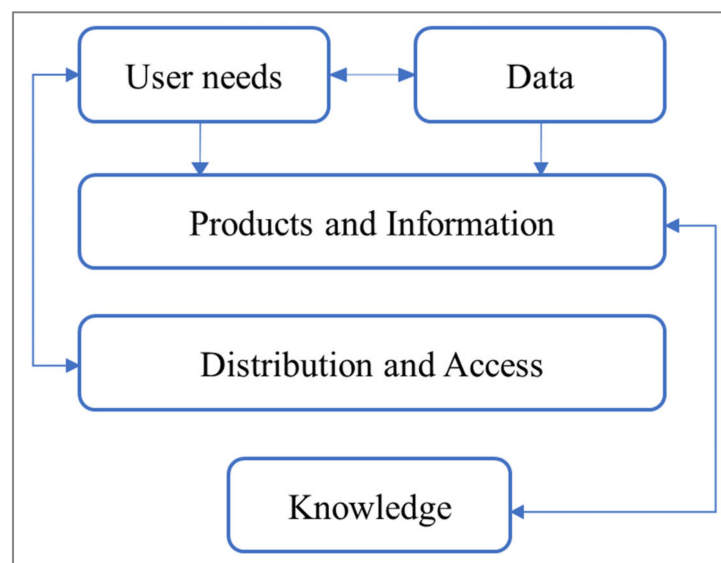 User needs
Data
Products and Information
Distribution and Access
Knowledge